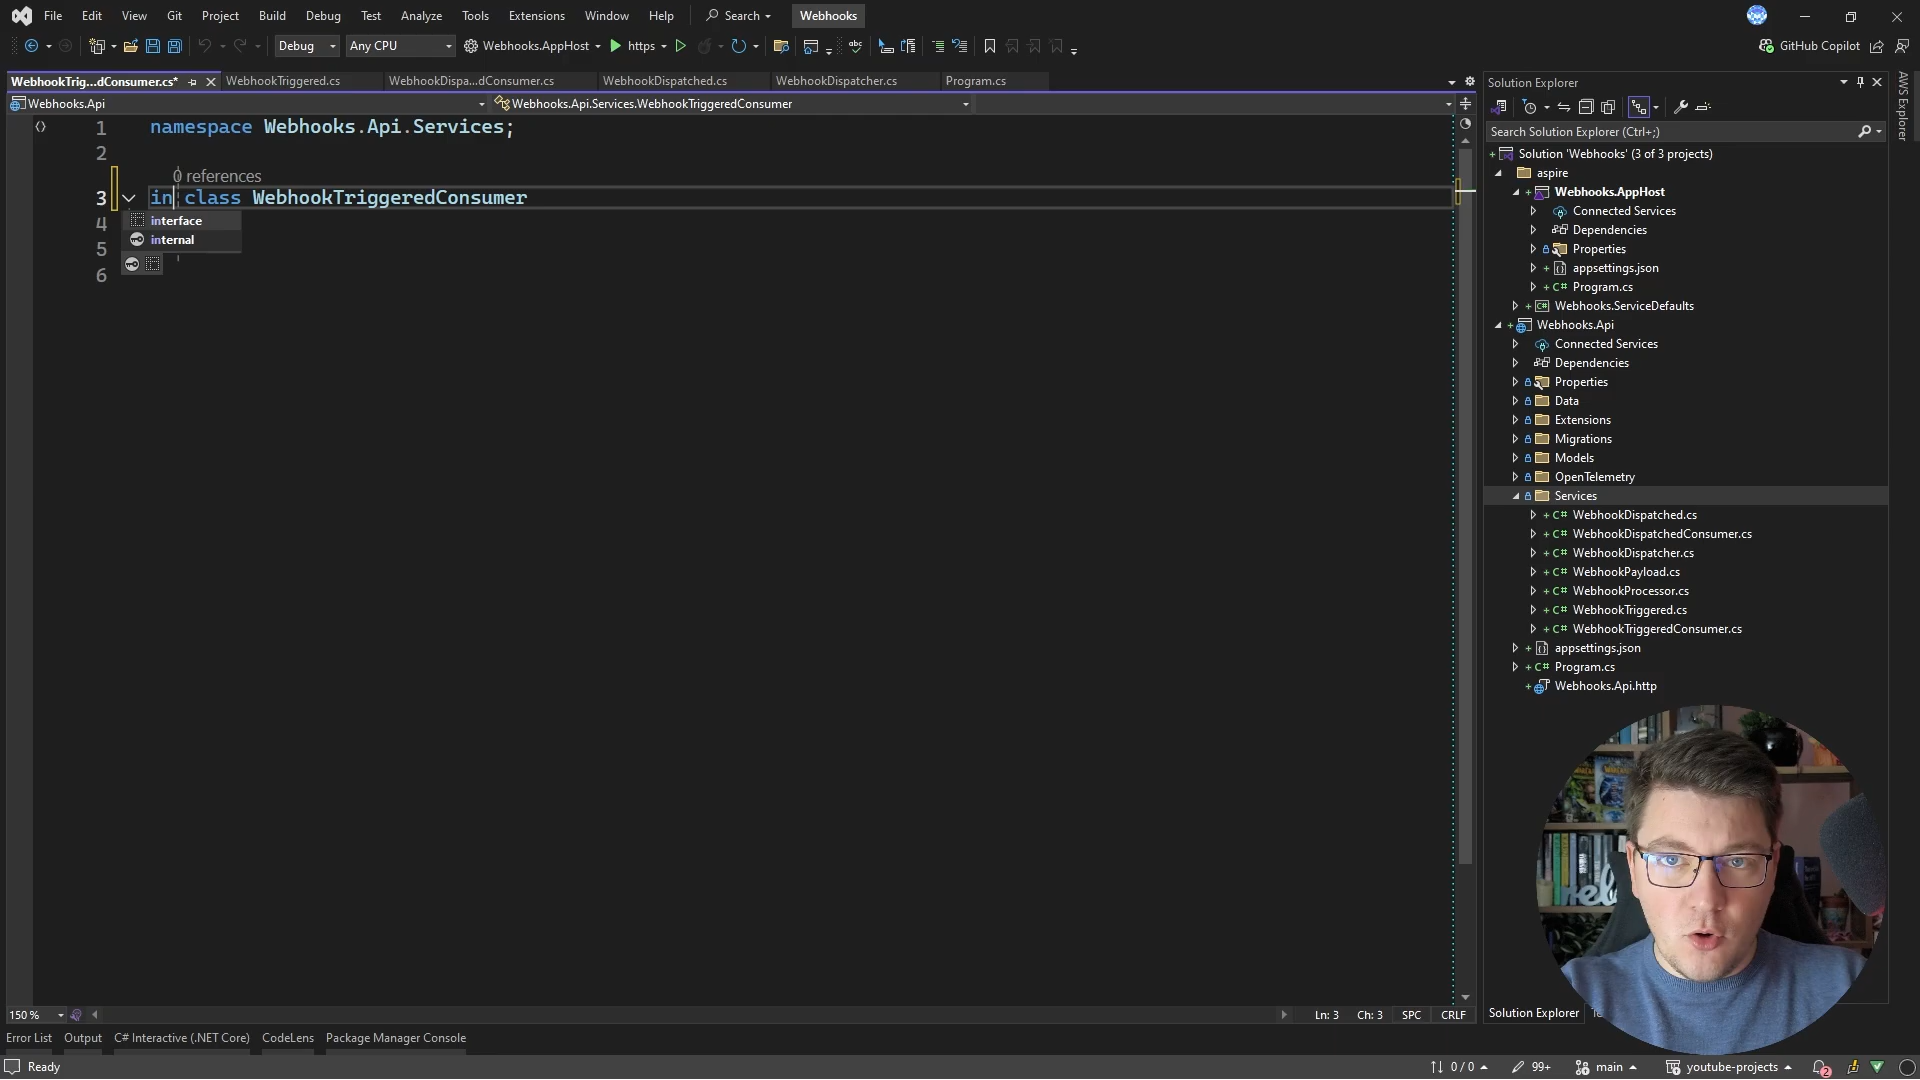 File Edit View Git Project Build Debug Test Analyze Tools Extensions Window Help Search Webhooks
Debug Any CPU Webhooks.AppHost https GitHub Copilot
WebhookTrig...dConsumer.cs* WebhookTriggered.cs WebhookDispa...dConsumer.cs WebhookDispatched.cs WebhookDispatcher.cs Program.cs
Webhooks.Api Webhooks.Api.Services.WebhookTriggeredConsumer
1 namespace Webhooks.Api.Services;
2
0 references
3 in class WebhookTriggeredConsumer
4 interface
5 internal
6
Solution Explorer
Search Solution Explorer (Ctrl+;)
Solution 'Webhooks' (3 of 3 projects)
aspire
Webhooks.AppHost
Connected Services
Dependencies
Properties
appsettings.json
Program.cs
Webhooks.ServiceDefaults
Webhooks.Api
Connected Services
Dependencies
Properties
Data
Extensions
Migrations
Models
OpenTelemetry
Services
WebhookDispatched.cs
WebhookDispatchedConsumer.cs
WebhookDispatcher.cs
WebhookPayload.cs
WebhookProcessor.cs
WebhookTriggered.cs
WebhookTriggeredConsumer.cs
appsettings.json
Program.cs
Webhooks.Api.http
AWS Explorer
150 % Ln: 3 Ch: 3 SPC CRLF
Solution Explorer
Error List Output C# Interactive (.NET Core) CodeLens Package Manager Console
Ready 0 / 0 99+ main youtube-projects 2